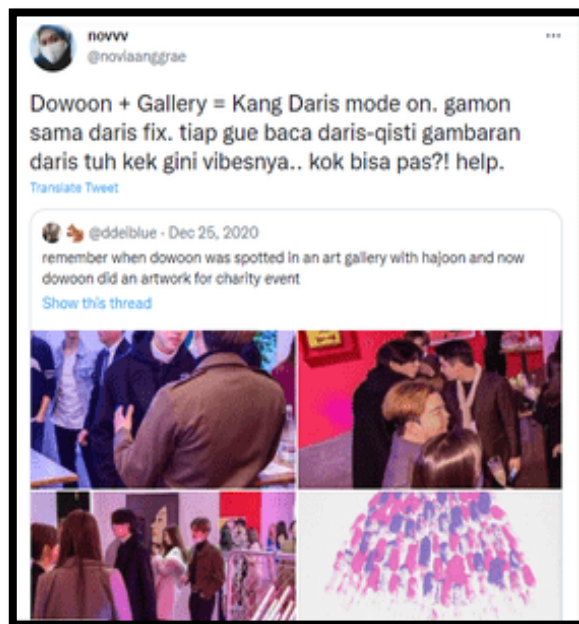 novvv
@noviaanggrae
Dowoon + Gallery = Kang Daris mode on. gamon
sama daris fix. tiap gue baca daris-qisti gambaran
daris tuh kek gini vibesnya.. kok bisa pas?! help.
Translate Tweet
@ddeiblue · Dec 25, 2020
remember when dowoon was spotted in an art gallery with hajoon and now
dowoon did an artwork for charity event
Show this thread